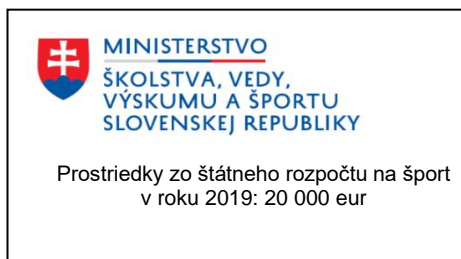 MINISTERSTVO
ŠKOLSTVA, VEDY,
VÝSKUMU A ŠPORTU
SLOVENSKEJ REPUBLIKY
Prostriedky zo štátneho rozpočtu na šport
v roku 2019: 20 000 eur